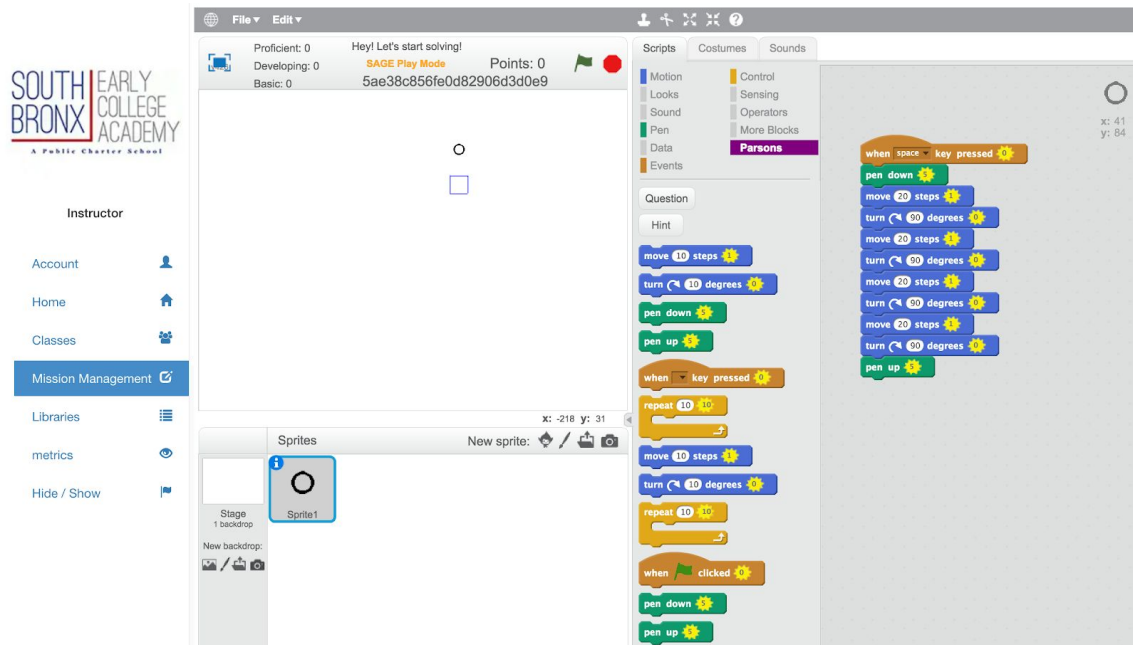 SOUTH EARLY
BRONX COLLEGE
ACADEMY
A Public Charter School
Instructor
Account
Home
Classes
Mission Management
Libraries
metrics
Hide / Show
File Edit
Proficient: 0
Developing: 0
Basic: 0
Hey! Let's start solving!
SAGE Play Mode
Points: 0
5ae38c856fe0d82906d3d0e9
x: -218 y: 31
Sprites
New sprite:
Stage
1 backdrop
New backdrop:
Sprite1
Scripts Costumes Sounds
Motion
Looks
Sound
Pen
Data
Events
Control
Sensing
Operators
More Blocks
Parsons
Question
Hint
move 10 steps 1
turn 10 degrees 0
pen down 5
pen up 5
when key pressed 0
repeat 10 10
move 10 steps 1
turn 10 degrees 0
repeat 10 10
when clicked 0
pen down 5
pen up 5
x: 41
y: 84
when space key pressed 0
pen down 5
move 20 steps 1
turn 90 degrees 0
move 20 steps 1
turn 90 degrees 0
move 20 steps 1
turn 90 degrees 0
move 20 steps 1
turn 90 degrees 0
pen up 5